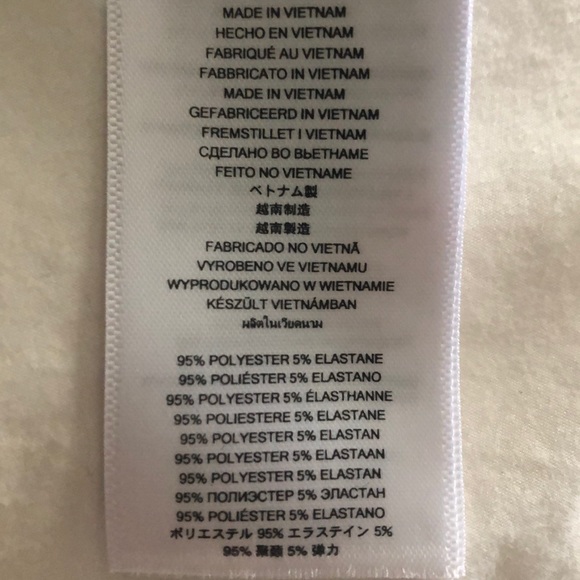 MADE IN VIETNAM
HECHO EN VIETNAM
FABRIQUÉ AU VIETNAM
FABBRICATO IN VIETNAM
MADE IN VIETNAM
GEFABRICEERD IN VIETNAM
FREMSTILLET I VIETNAM
СДЕЛАНО ВО ВЬЕТНАМЕ
FEITO NO VIETNAME
ベトナム製
越南制造
越南製造
FABRICADO NO VIETNÃ
VYROBENO VE VIETNAMU
WYPRODUKOWANO W WIETNAMIE
KÉSZÜLT VIETNÁMBAN
ผลิตในเวียดนาม
95% POLYESTER 5% ELASTANE
95% POLIÉSTER 5% ELASTANO
95% POLYESTER 5% ÉLASTHANNE
95% POLIESTERE 5% ELASTANE
95% POLYESTER 5% ELASTAN
95% POLYESTER 5% ELASTAAN
95% POLYESTER 5% ELASTAN
95% ПОЛИЭСТЕР 5% ЭЛАСТАН
95% POLIÉSTER 5% ELASTANO
ポリエステル 95% エラステイン 5%
95% 聚酯 5% 弹力